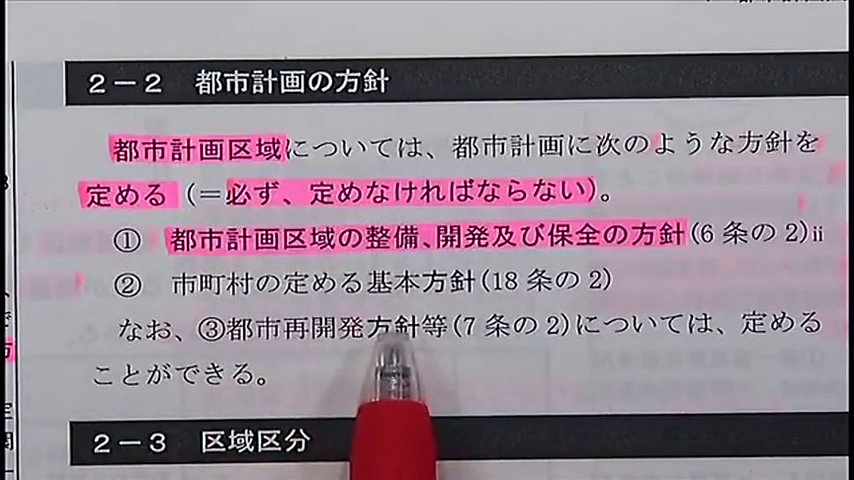 2－2 都市計画の方針
都市計画区域については、都市計画に次のような方針を
定める（＝必ず、定めなければならない）。
① 都市計画区域の整備、開発及び保全の方針（6条の2）ii
② 市町村の定める基本方針（18条の2）
なお、③都市再開発方針等（7条の2）については、定める
ことができる。
2－3 区域区分